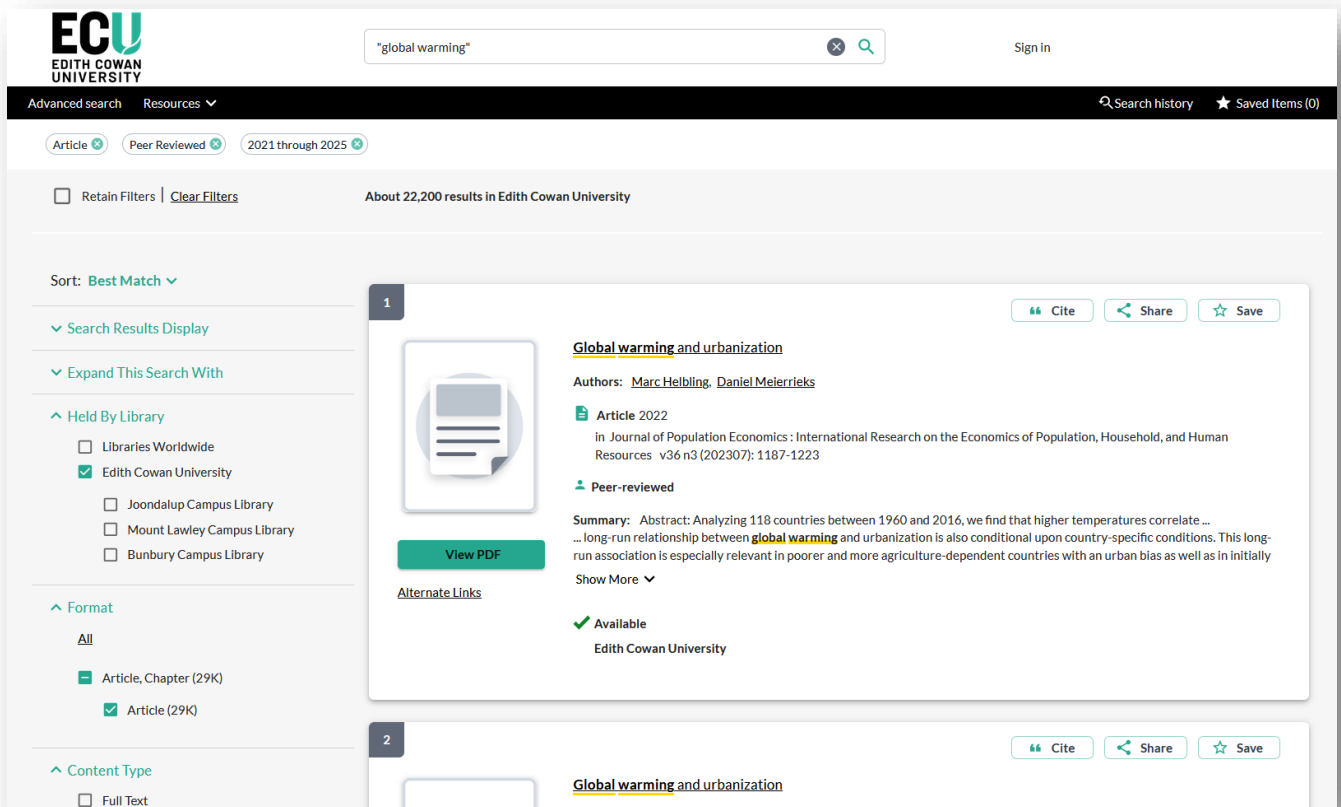 ECU
EDITH COWAN
UNIVERSITY
"global warming"
Sign in
Advanced search Resources
Search history Saved Items (0)
Article Peer Reviewed 2021 through 2025
Retain Filters | Clear Filters
About 22,200 results in Edith Cowan University
Sort: Best Match
Search Results Display
Expand This Search With
Held By Library
Libraries Worldwide
Edith Cowan University
Joondalup Campus Library
Mount Lawley Campus Library
Bunbury Campus Library
Format
All
Article, Chapter (29K)
Article (29K)
Content Type
Full Text
1
Cite Share Save
Global warming and urbanization
Authors: Marc Helbling, Daniel Meierrieks
Article 2022
in Journal of Population Economics : International Research on the Economics of Population, Household, and Human
Resources v36 n3 (202307): 1187-1223
Peer-reviewed
Summary: Abstract: Analyzing 118 countries between 1960 and 2016, we find that higher temperatures correlate ...
... long-run relationship between global warming and urbanization is also conditional upon country-specific conditions. This long-
run association is especially relevant in poorer and more agriculture-dependent countries with an urban bias as well as in initially
Show More
View PDF
Alternate Links
Available
Edith Cowan University
2
Cite Share Save
Global warming and urbanization